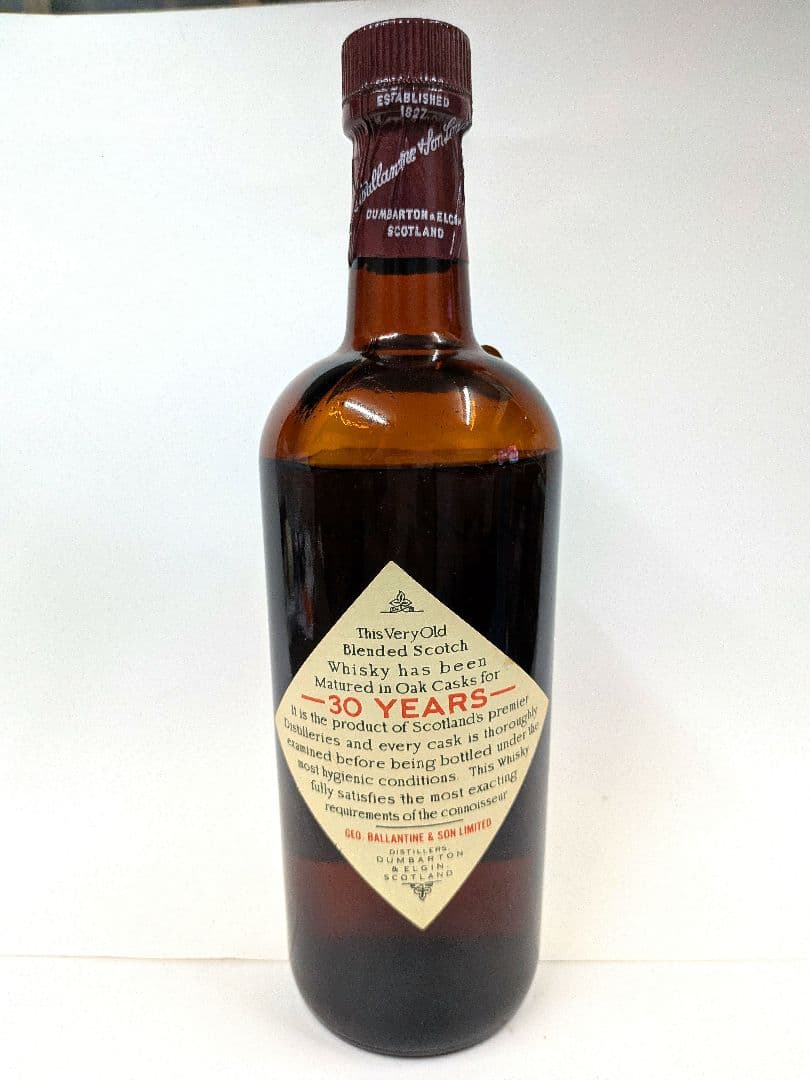 ESTABLISHED
1827
Ballantine & Son
DUMBARTON & ELGIN
SCOTLAND
This Very Old
Blended Scotch
Whisky has been
Matured in Oak Casks for
—30 YEARS—
It is the product of Scotland's premier
Distilleries and every cask is thoroughly
examined before being bottled under the
most hygienic conditions. This Whisky
fully satisfies the most exacting
requirements of the connoisseur
GEO. BALLANTINE & SON LIMITED
DISTILLERS,
DUMBARTON
& ELGIN.
SCOTLAND